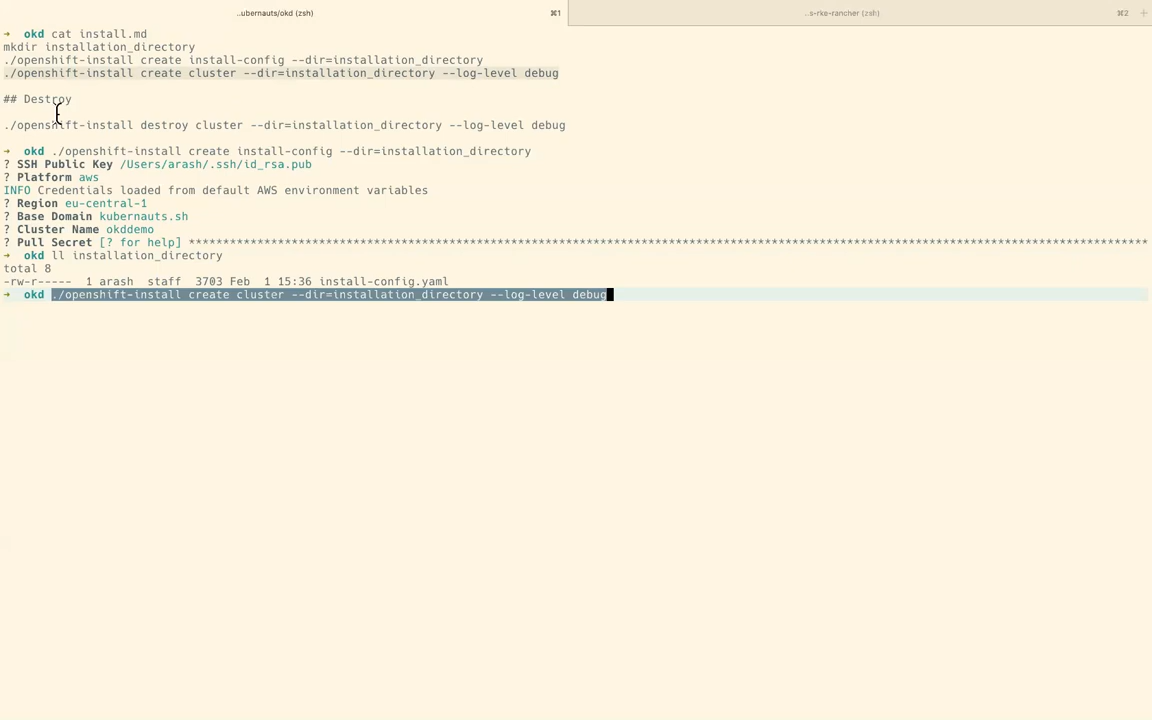 ..ubernauts/okd (zsh) ⌘1 ..s-rke-rancher (zsh) ⌘2 +
➜ okd cat install.md
mkdir installation_directory
./openshift-install create install-config --dir=installation_directory
./openshift-install create cluster --dir=installation_directory --log-level debug
## Destroy
./openshift-install destroy cluster --dir=installation_directory --log-level debug
➜ okd ./openshift-install create install-config --dir=installation_directory
? SSH Public Key /Users/arash/.ssh/id_rsa.pub
? Platform aws
INFO Credentials loaded from default AWS environment variables
? Region eu-central-1
? Base Domain kubernauts.sh
? Cluster Name okddemo
? Pull Secret [? for help] ********************************************************************************************************************************************
➜ okd ll installation_directory
total 8
-rw-r----- 1 arash staff 3703 Feb 1 15:36 install-config.yaml
➜ okd ./openshift-install create cluster --dir=installation_directory --log-level debug